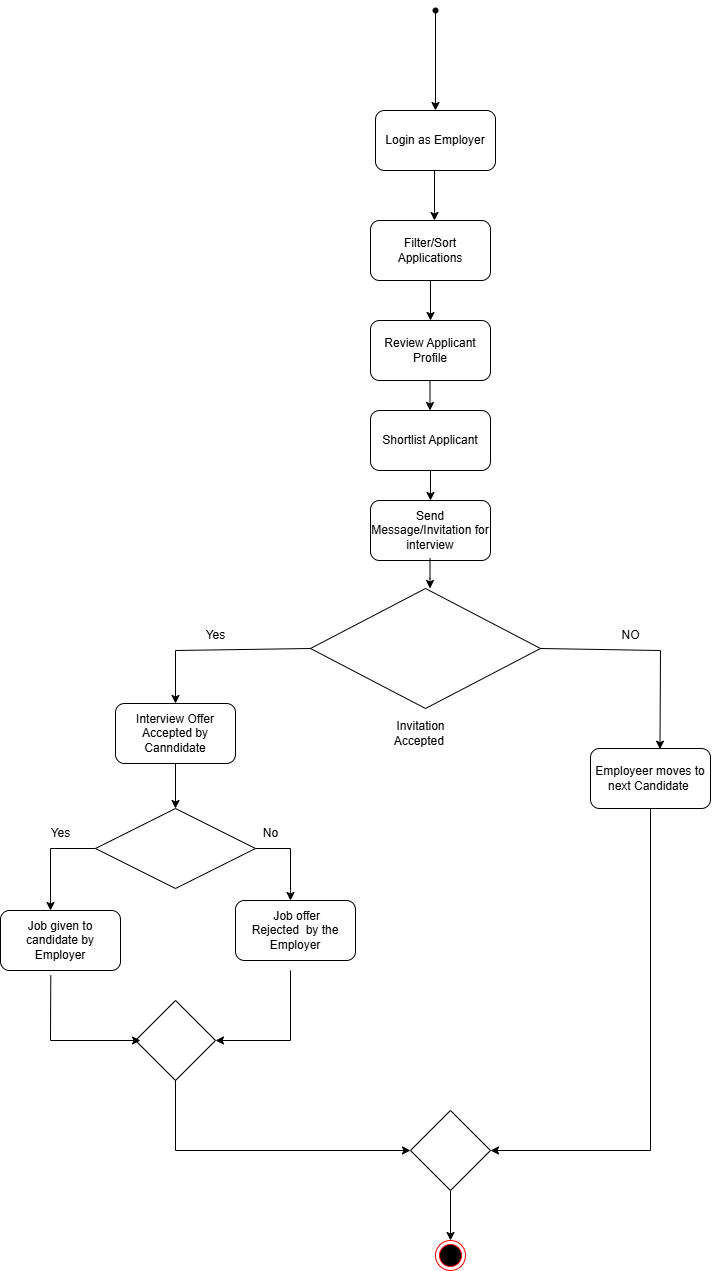 Login as Employer
Filter/Sort
Applications
Review Applicant
Profile
Shortlist Applicant
Send
Message/Invitation for
interview
Yes
NO
Invitation
Accepted
Interview Offer
Accepted by
Canndidate
Employeer moves to
next Candidate
Yes
No
Job given to
candidate by
Employer
Job offer
Rejected by the
Employer